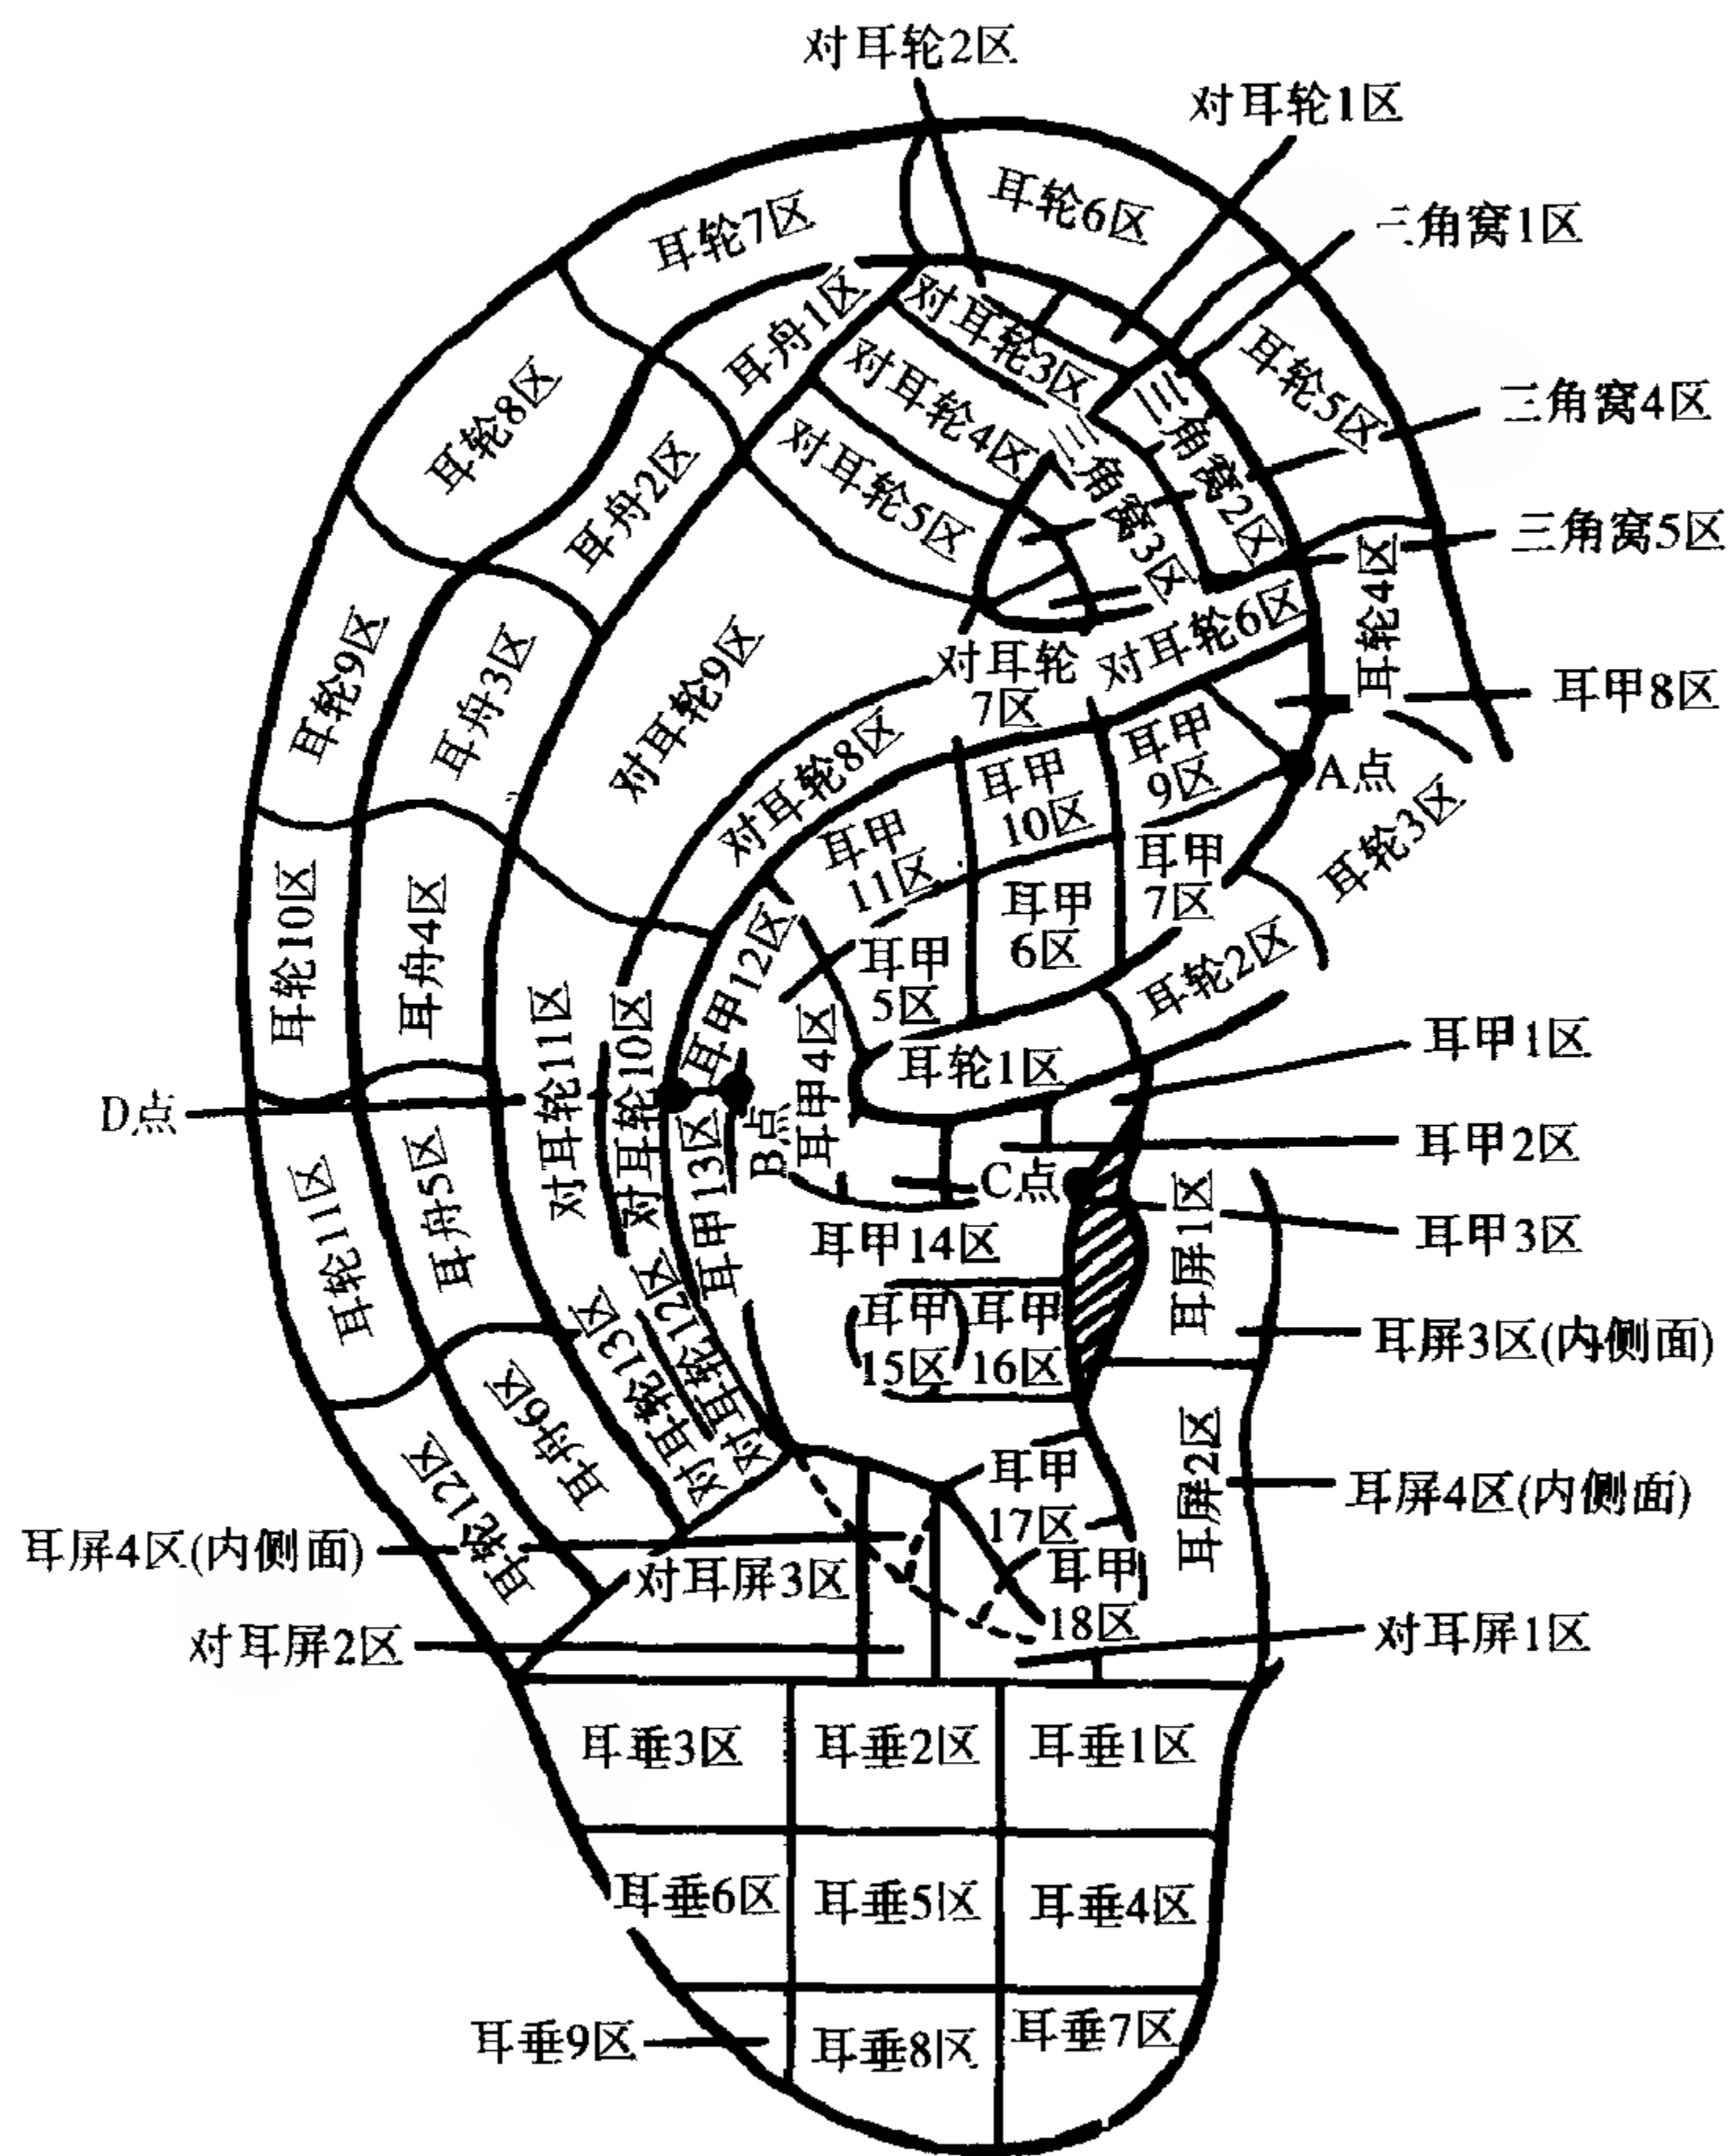 对耳轮2区
对耳轮1区
三角窝1区
耳轮6区
耳轮7区
耳舟1区
对耳轮3区
耳轮5区
三角窝4区
对耳轮4区
三角窝2区
耳轮8区
对耳轮5区
三角窝3区
耳舟2区
三角窝5区
耳轮4区
对耳轮6区
对耳轮
7区
耳轮9区
耳舟3区
对耳轮9区
耳甲8区
耳甲
9区
A点
对耳轮8区
耳甲
10区
耳甲
11区
耳轮3区
耳甲
7区
耳甲
6区
耳轮10区
耳舟4区
耳甲12区
耳甲
5区
耳轮2区
对耳轮11区
对耳轮10区
耳甲4区
耳轮1区
耳甲1区
D点
B点
耳甲2区
耳甲13区
C点
耳轮11区
耳舟5区
耳甲14区
耳屏1区
耳甲3区
耳甲
15区
耳甲
16区
耳屏3区(内侧面)
对耳轮13区
对耳轮12区
耳舟6区
耳轮12区
耳甲
17区
耳屏2区
耳屏4区(内侧面)
耳屏4区(内侧面)
对耳屏3区
耳甲
18区
对耳屏2区
对耳屏1区
耳垂3区
耳垂2区
耳垂1区
耳垂6区
耳垂5区
耳垂4区
耳垂9区
耳垂8区
耳垂7区